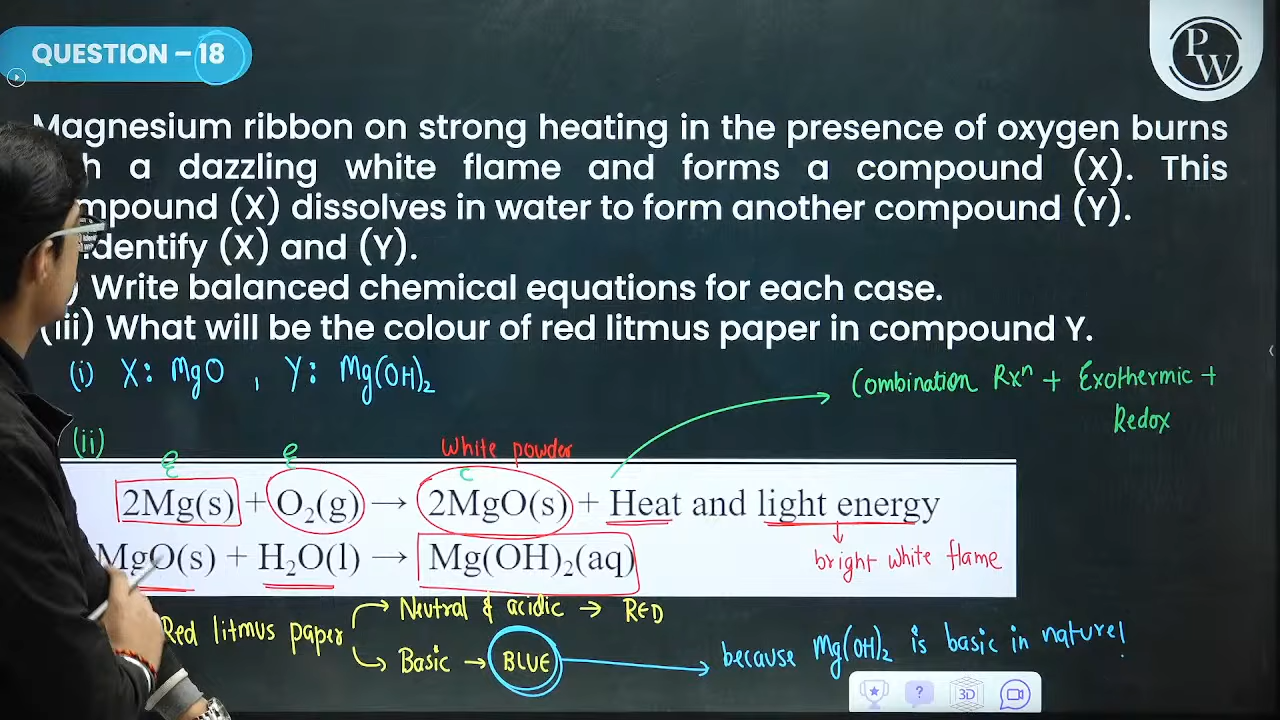 QUESTION – 18
PW
Magnesium ribbon on strong heating in the presence of oxygen burns
a dazzling white flame and forms a compound (X). This
(X) dissolves in water to form another compound (Y).
(X) and (Y).
Write balanced chemical equations for each case.
(iii) What will be the colour of red litmus paper in compound Y.
(i) X: MgO , Y: Mg(OH)₂
Combination Rxⁿ + Exothermic +
Redox
(ii)
White powder
2Mg(s) + O₂(g) → 2MgO(s) + Heat and light energy
MgO(s) + H₂O(l) → Mg(OH)₂(aq)
bright white flame
Red litmus paper
Neutral & acidic → RED
Basic → BLUE
because Mg(OH)₂ is basic in nature!
?
3D